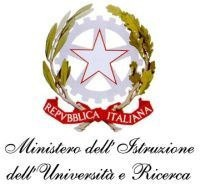 REPVBBLICA ITALIANA
Ministero dell'Istruzione
dell'Università e Ricerca